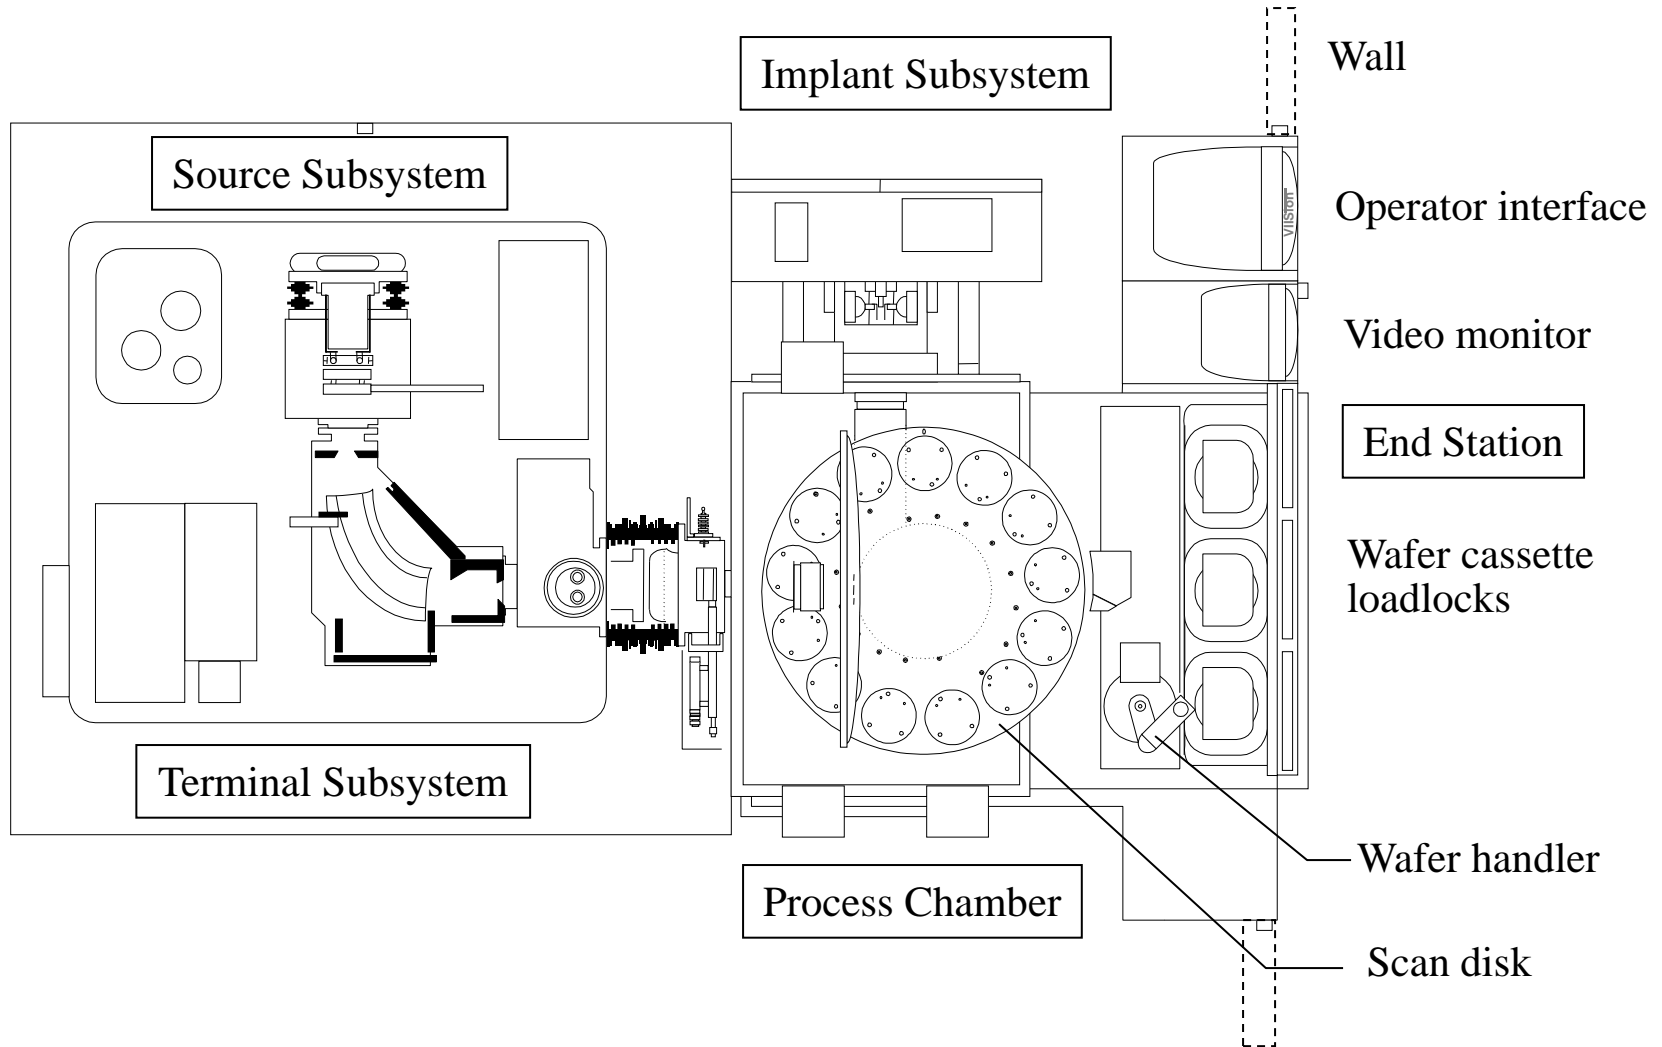 Wall
Implant Subsystem
Source Subsystem
Operator interface
VIISion
Video monitor
End Station
Wafer cassette
loadlocks
Terminal Subsystem
Wafer handler
Process Chamber
Scan disk